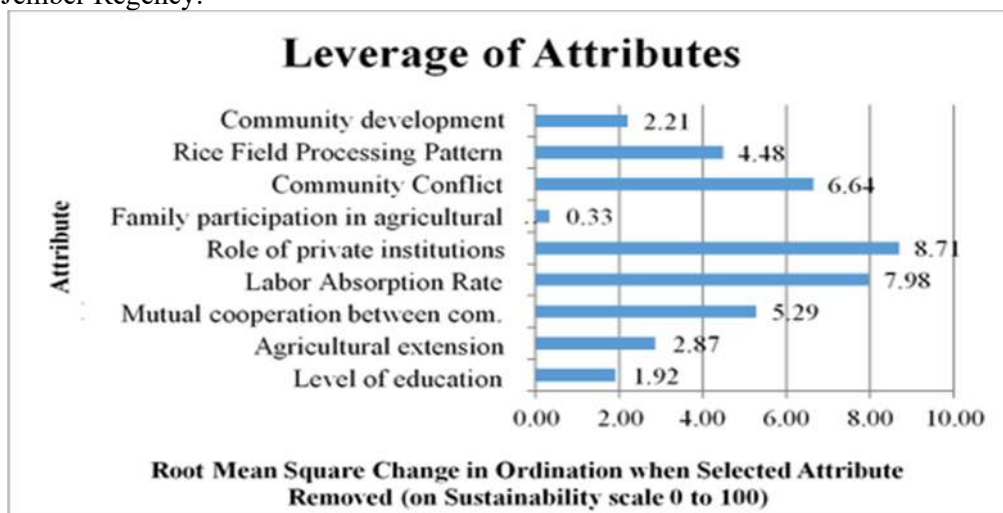 Jember Regency.
Leverage of Attributes
Attribute
Community development 2.21
Rice Field Processing Pattern 4.48
Community Conflict 6.64
Family participation in agricultural . 0.33
Role of private institutions 8.71
Labor Absorption Rate 7.98
Mutual cooperation between com. 5.29
Agricultural extension 2.87
Level of education 1.92
0.00 2.00 4.00 6.00 8.00 10.00
Root Mean Square Change in Ordination when Selected Attribute
Removed (on Sustainability scale 0 to 100)